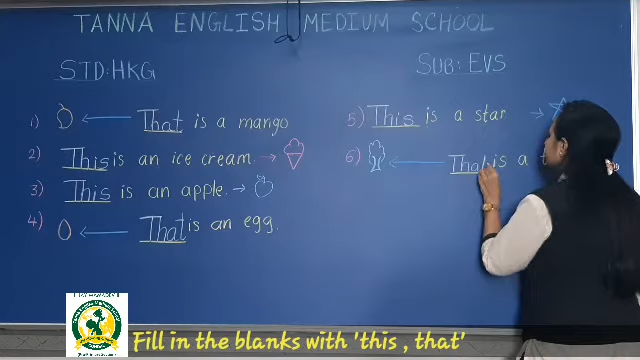 TANNA ENGLISH MEDIUM SCHOOL
STD: HKG
SUB: EVS
1) That is a mango
2) This is an ice cream.
3) This is an apple.
4) That is an egg.
5) This is a star
6) That is a
Fill in the blanks with 'this , that'